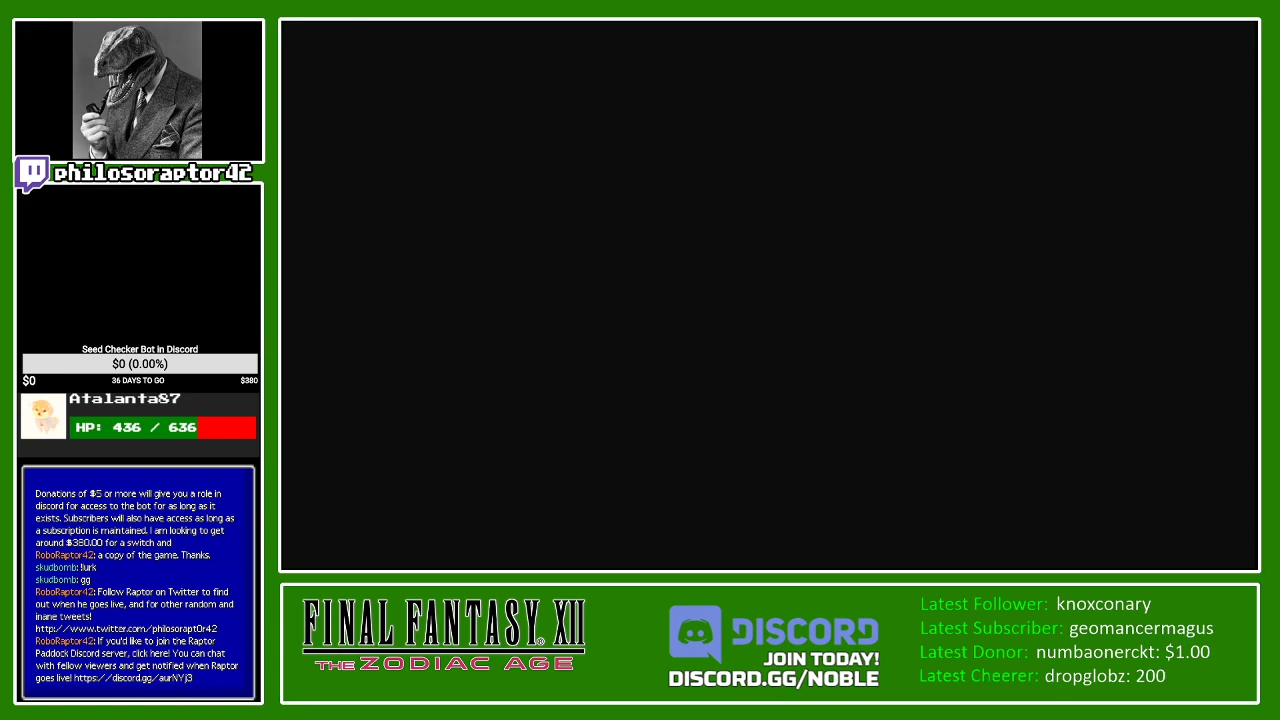 philosoraptor42
Seed Checker Bot in Discord
$0 (0.00%)
$0 36 DAYS TO GO $380
Atalanta87
HP: 436 / 636
Donations of $5 or more will give you a role in
discord for access to the bot for as long as it
exists. Subscribers will also have access as long as
a subscription is maintained. I am looking to get
around $380.00 for a switch and
RoboRaptor42: a copy of the game. Thanks.
skudbomb: !lurk
skudbomb: gg
RoboRaptor42: Follow Raptor on Twitter to find
out when he goes live, and for other random and
inane tweets!
http://www.twitter.com/philosorapt0r42
RoboRaptor42: If you'd like to join the Raptor
Paddock Discord server, click here! You can chat
with fellow viewers and get notified when Raptor
goes live! https://discord.gg/aurNYj3
FINAL FANTASY XII
THE ZODIAC AGE
DISCORD
JOIN TODAY!
DISCORD.GG/NOBLE
Latest Follower: knoxconary
Latest Subscriber: geomancermagus
Latest Donor: numbaonerckt: $1.00
Latest Cheerer: dropglobz: 200